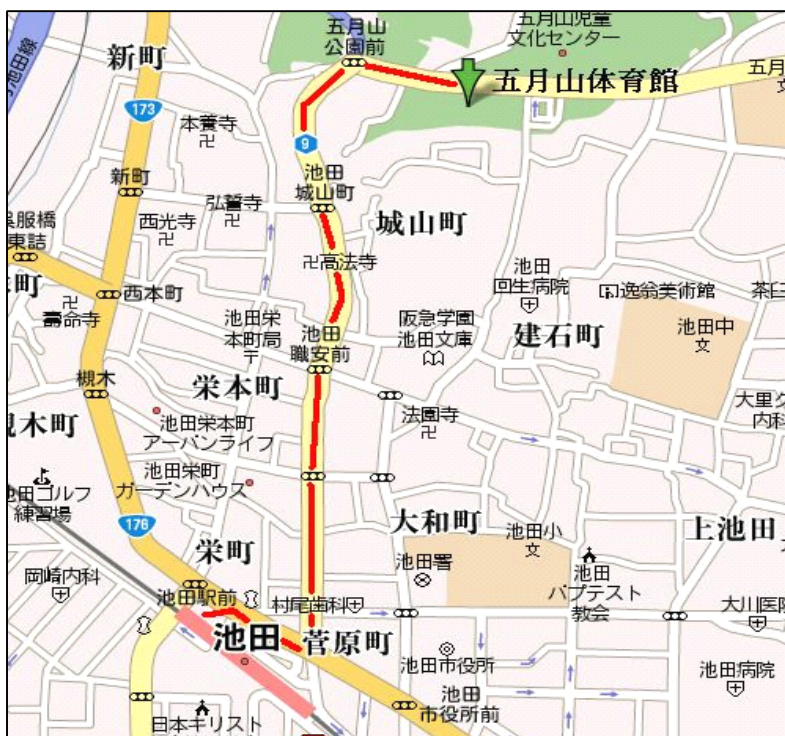 五月山
公園前
五月山児童
文化センター
新町
五月山体育館
五月
173
本養寺
9
新町
池田
城山町
弘誓寺
西光寺
城山町
呉服橋
東詰
高法寺
池田
回生病院
西本町
壽命寺
逸翁美術館
池田栄
本町局
池田
職安前
阪急学園
池田文庫
建石町
池田中
槻木
栄本町
大里
内科
池田栄本町
アーバンライフ
法園寺
槻木町
池田栄町
ガーデンハウス
池田ゴルフ
練習場
176
大和町
池田小
上池田
栄町
岡崎内科
池田署
池田
バプテスト
教会
池田駅前
村尾歯科
大川医院
池田
菅原町
池田市役所
池田病院
池田
市役所前
日本キリスト